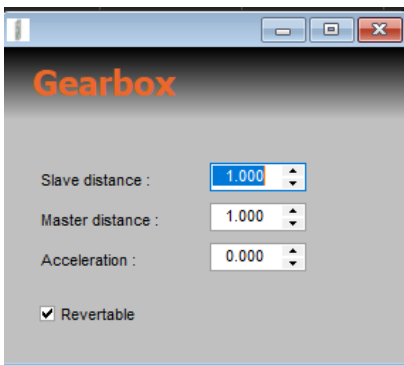 Gearbox
Slave distance : 1.000
Master distance : 1.000
Acceleration : 0.000
Revertable